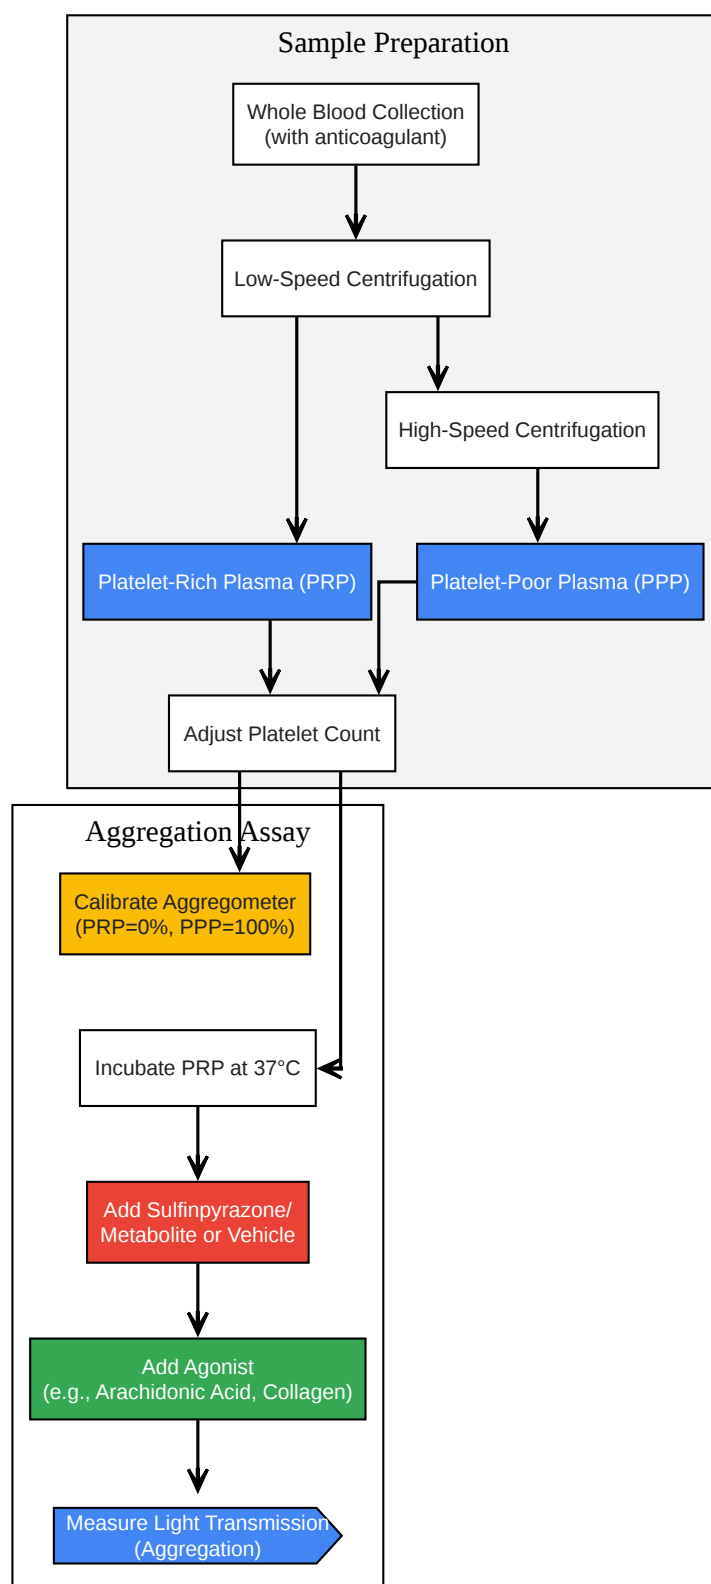 Sample Preparation
Whole Blood Collection
(with anticoagulant)
Low-Speed Centrifugation
High-Speed Centrifugation
Platelet-Rich Plasma (PRP)
Platelet-Poor Plasma (PPP)
Adjust Platelet Count
Aggregation Assay
Calibrate Aggregometer
(PRP=0%, PPP=100%)
Incubate PRP at 37°C
Add Sulfinpyrazone/
Metabolite or Vehicle
Add Agonist
(e.g., Arachidonic Acid, Collagen)
Measure Light Transmission
(Aggregation)